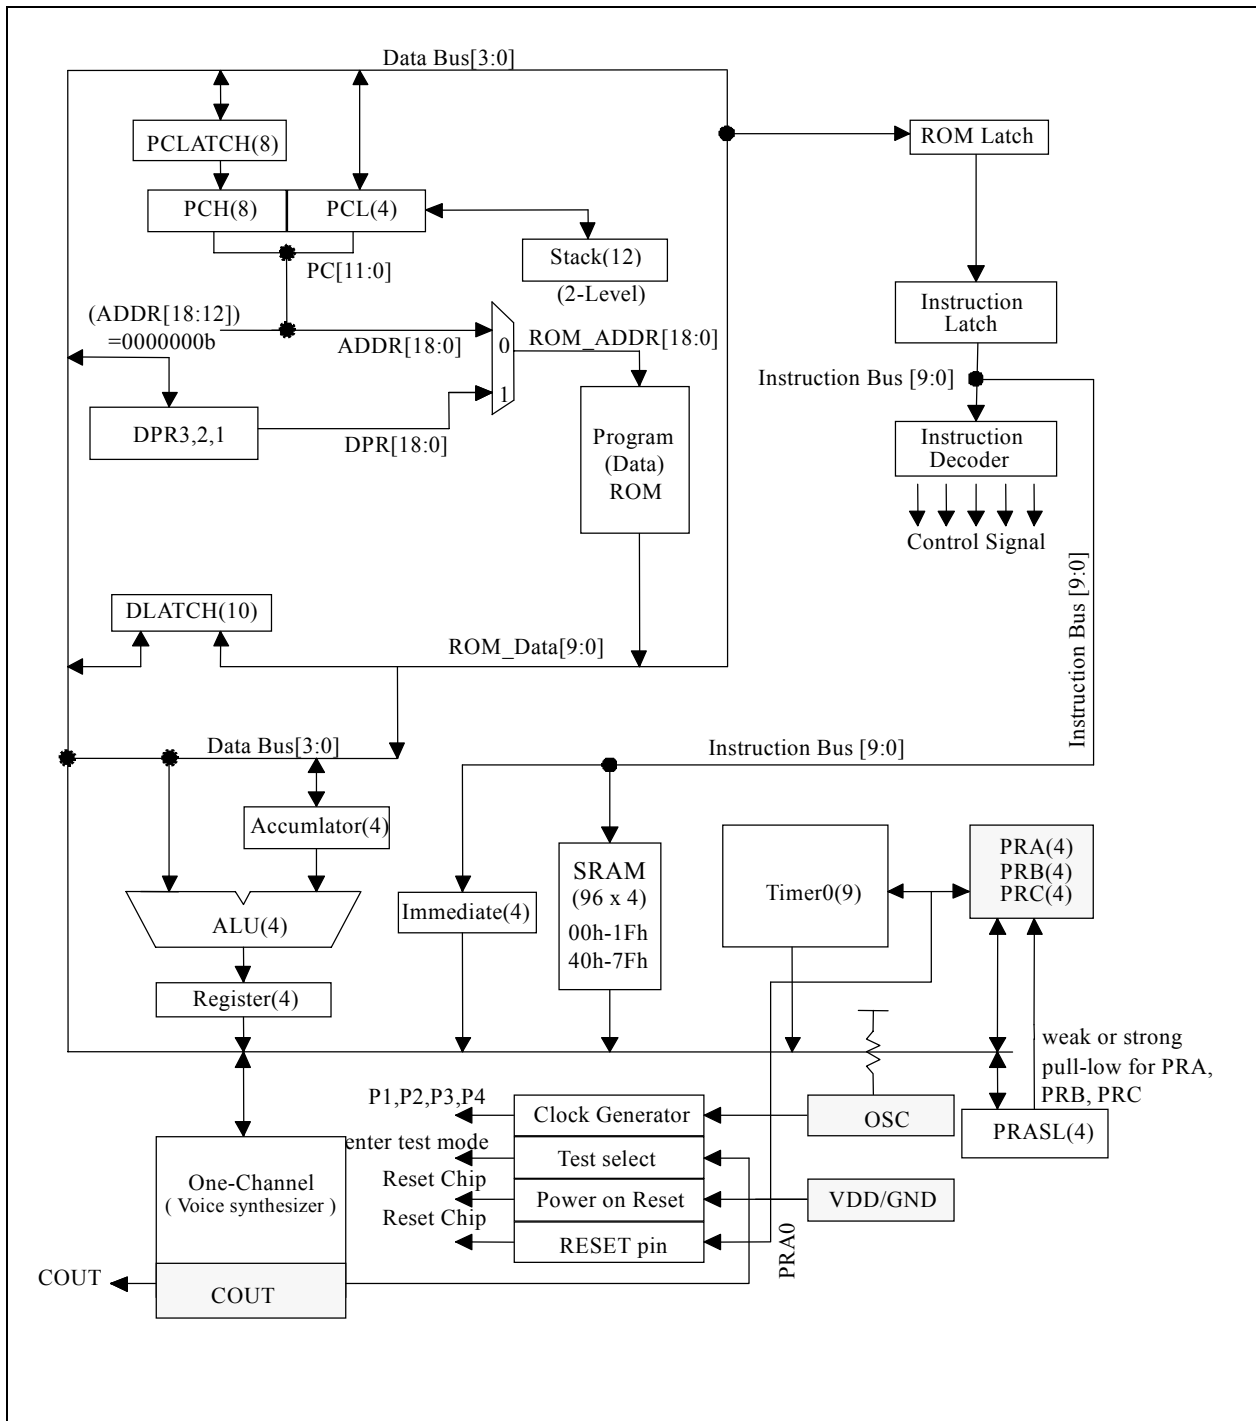 Data Bus[3:0]
PCLATCH(8)
ROM Latch
PCH(8)
PCL(4)
Stack(12)
(2-Level)
PC[11:0]
(ADDR[18:12])
=0000000b
ADDR[18:0]
0
1
ROM_ADDR[18:0]
Instruction
Latch
Instruction Bus [9:0]
DPR3,2,1
DPR[18:0]
Program
(Data)
ROM
Instruction
Decoder
Control Signal
Instruction Bus [9:0]
DLATCH(10)
ROM_Data[9:0]
Data Bus[3:0]
Instruction Bus [9:0]
Accumlator(4)
ALU(4)
Register(4)
Immediate(4)
SRAM
(96 x 4)
00h-1Fh
40h-7Fh
Timer0(9)
PRA(4)
PRB(4)
PRC(4)
weak or strong
pull-low for PRA,
PRB, PRC
PRASL(4)
P1,P2,P3,P4
Clock Generator
OSC
enter test mode
Test select
Reset Chip
Power on Reset
VDD/GND
Reset Chip
RESET pin
PRA0
One-Channel
( Voice synthesizer )
COUT
COUT